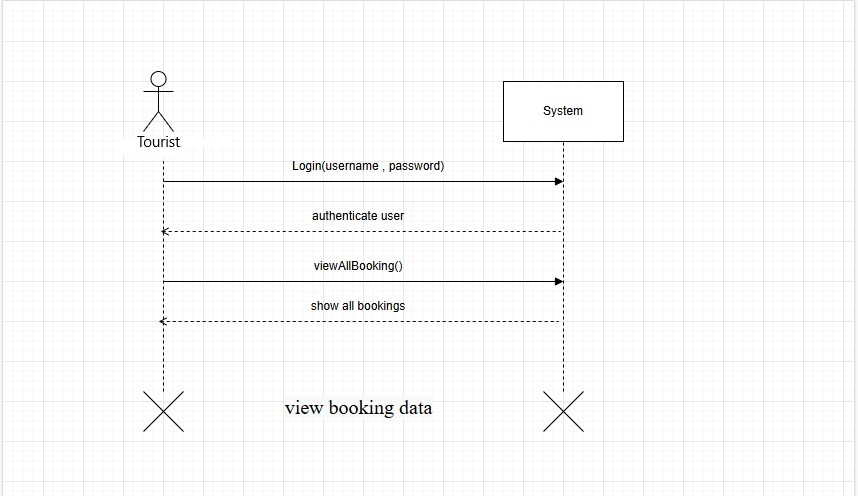 System
Tourist
Login(username , password)
authenticate user
viewAllBooking()
show all bookings
view booking data